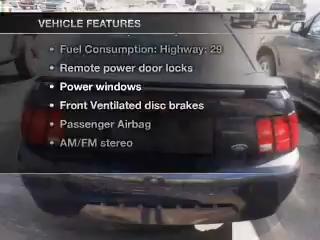 VEHICLE FEATURES
• Fuel Consumption: Highway: 29
• Remote power door locks
• Power windows
• Front Ventilated disc brakes
• Passenger Airbag
• AM/FM stereo
Ford